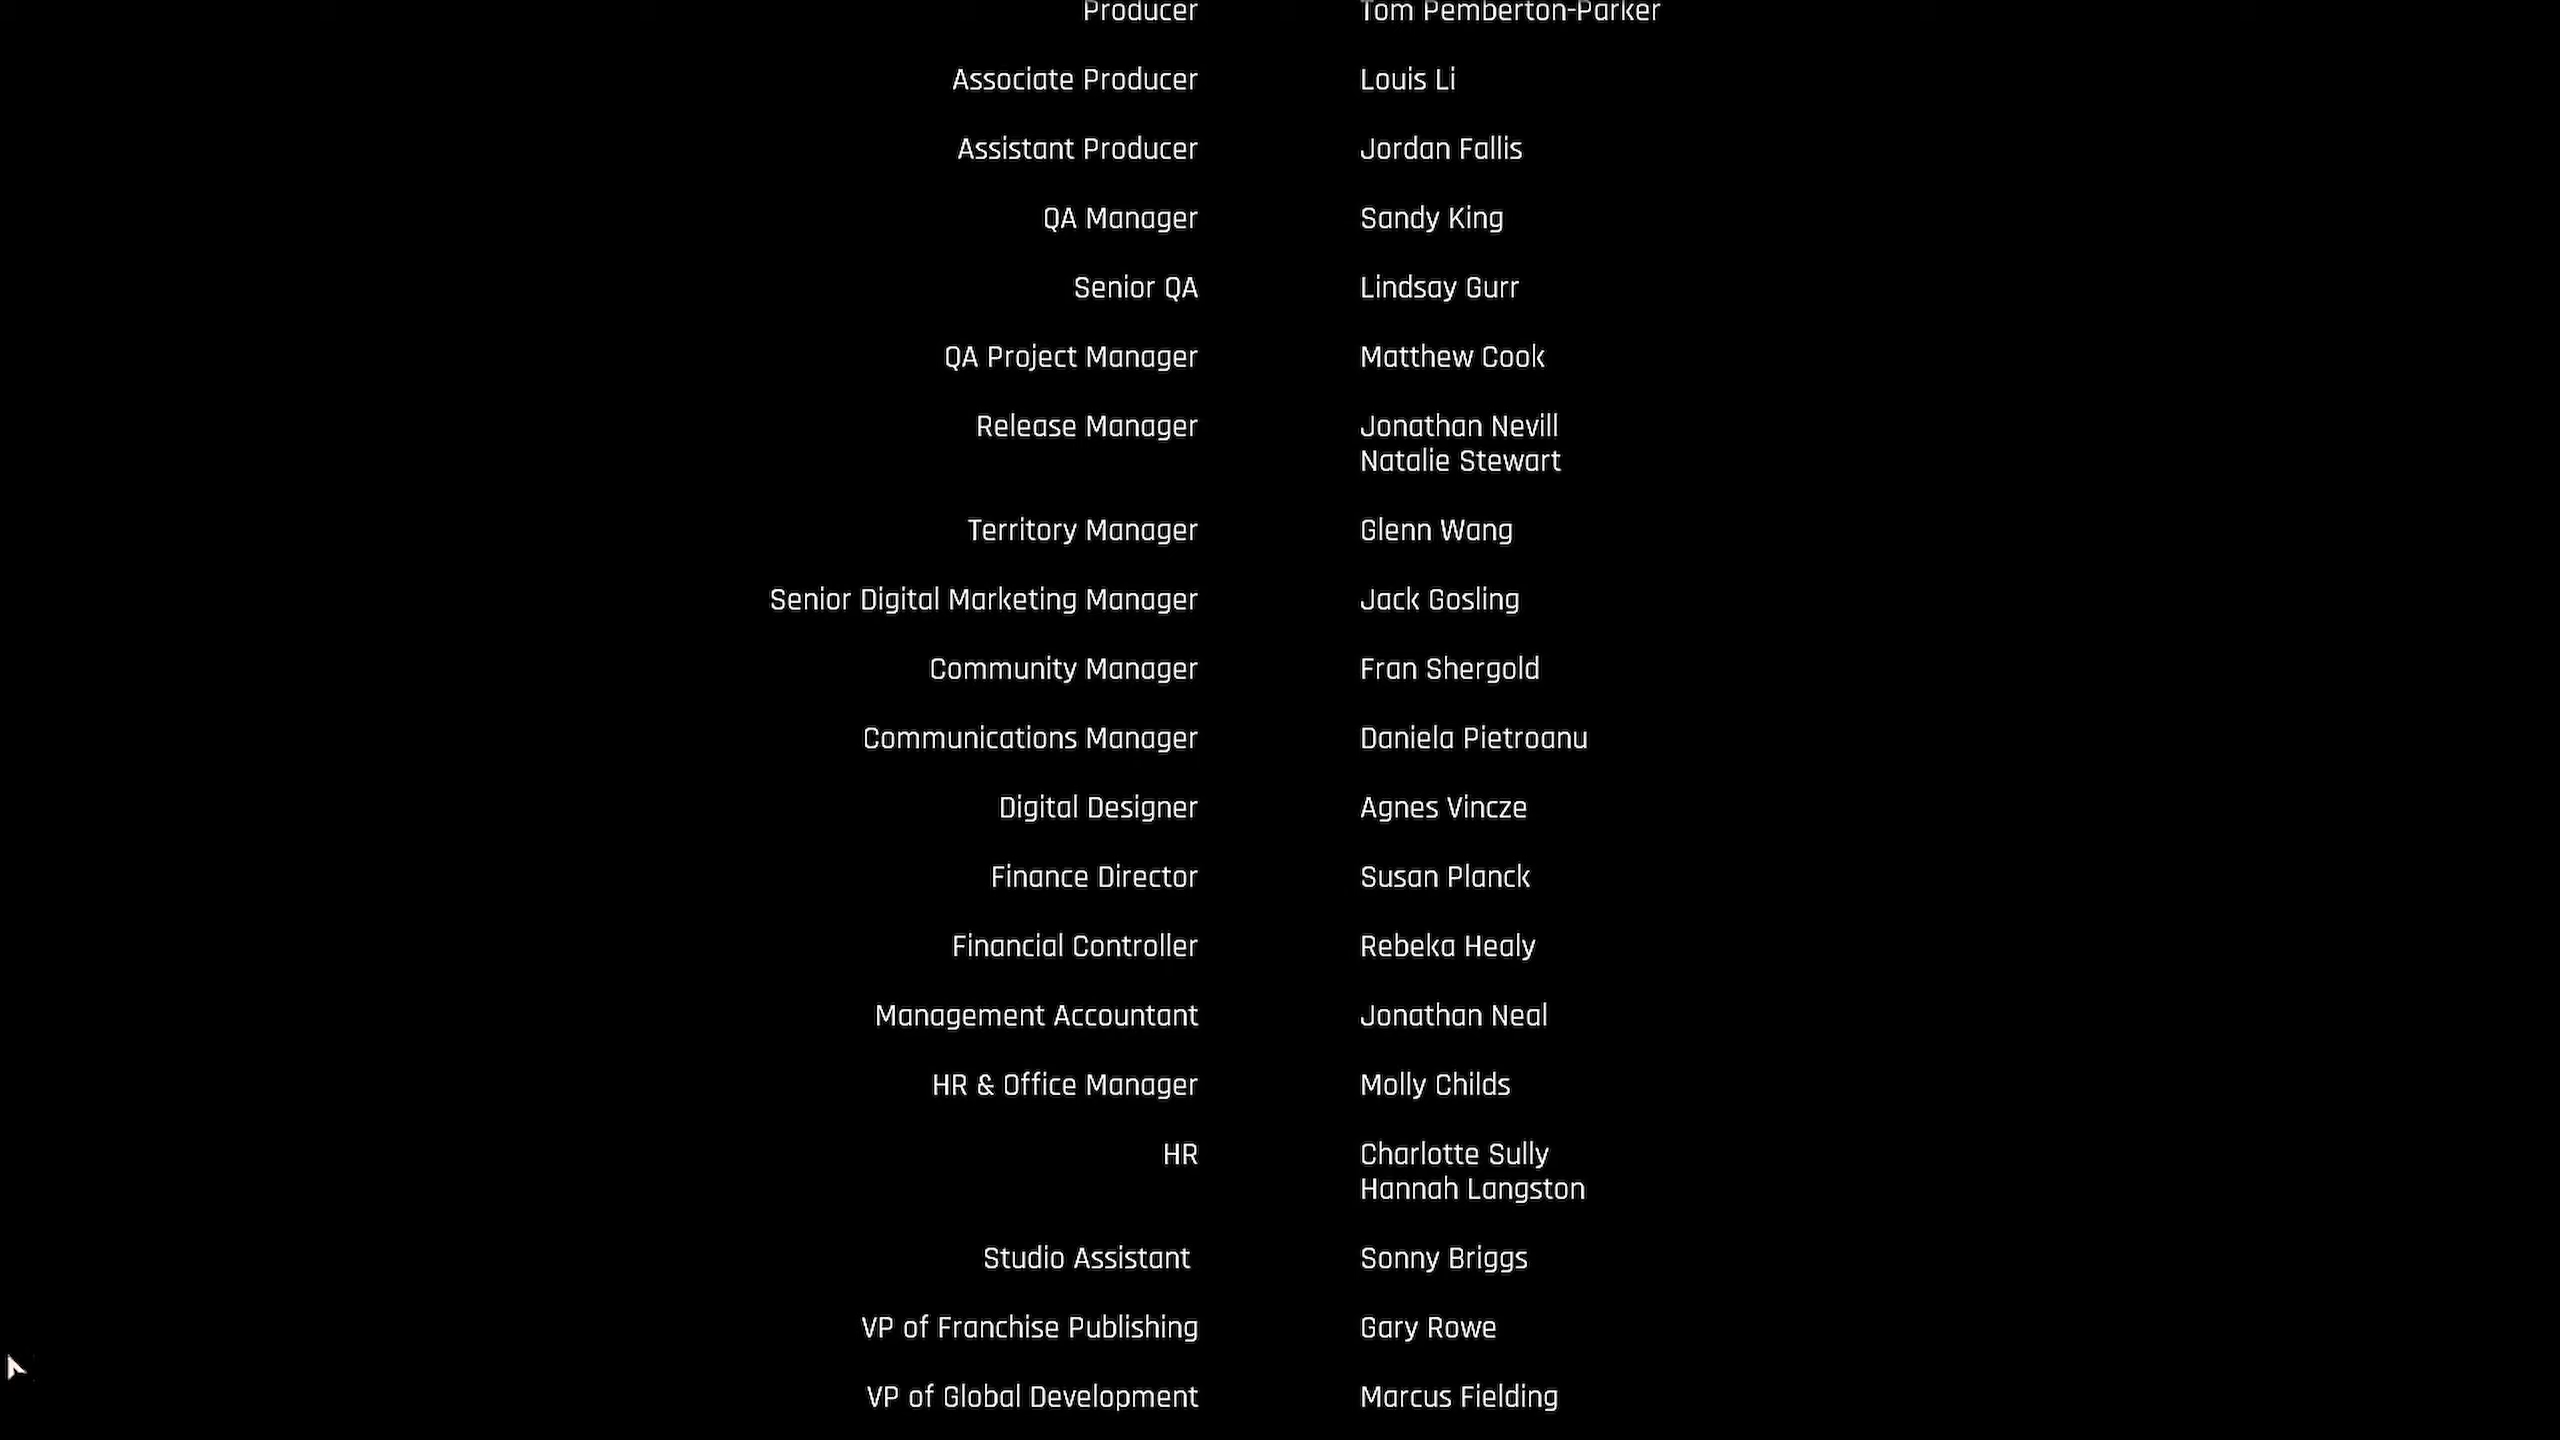 Producer Tom Pemberton-Parker
Associate Producer Louis Li
Assistant Producer Jordan Fallis
QA Manager Sandy King
Senior QA Lindsay Gurr
QA Project Manager Matthew Cook
Release Manager Jonathan Nevill
Natalie Stewart
Territory Manager Glenn Wang
Senior Digital Marketing Manager Jack Gosling
Community Manager Fran Shergold
Communications Manager Daniela Pietroanu
Digital Designer Agnes Vincze
Finance Director Susan Planck
Financial Controller Rebeka Healy
Management Accountant Jonathan Neal
HR & Office Manager Molly Childs
HR Charlotte Sully
Hannah Langston
Studio Assistant Sonny Briggs
VP of Franchise Publishing Gary Rowe
VP of Global Development Marcus Fielding